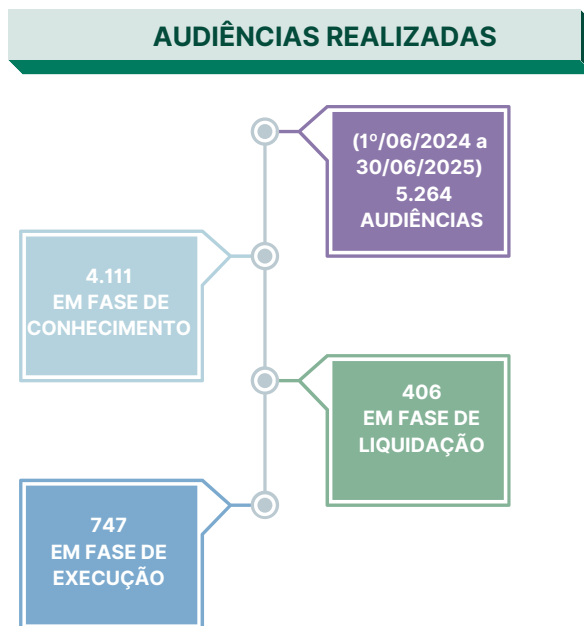 AUDIÊNCIAS REALIZADAS
(1º/06/2024 a
30/06/2025)
5.264
AUDIÊNCIAS
4.111
EM FASE DE
CONHECIMENTO
406
EM FASE DE
LIQUIDAÇÃO
747
EM FASE DE
EXECUÇÃO